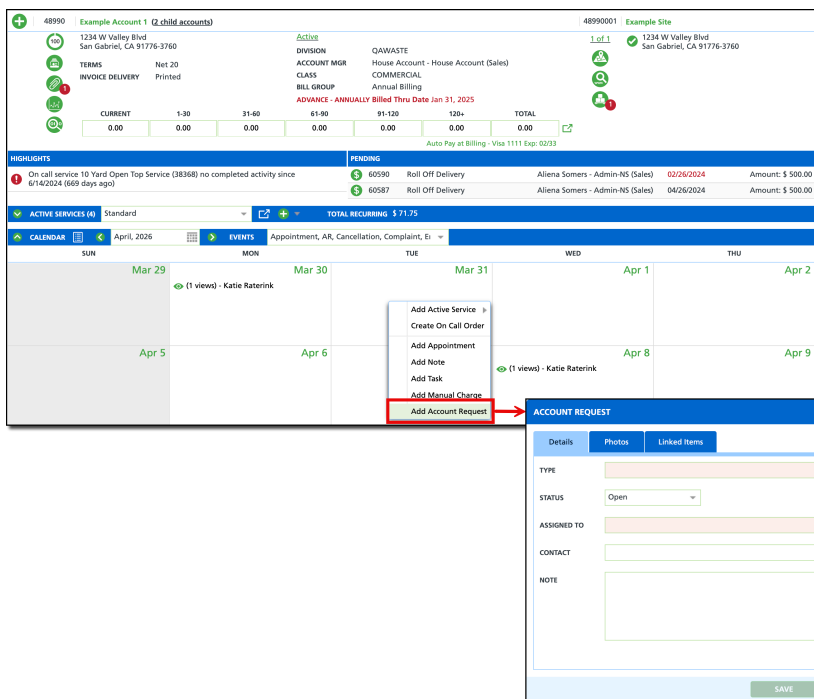 48990 Example Account 1 (2 child accounts) 48990001 Example Site
100 1234 W Valley Blvd Active 1 of 1 1234 W Valley Blvd
San Gabriel, CA 91776-3760 San Gabriel, CA 91776-3760
DIVISION QAWASTE
TERMS Net 20 ACCOUNT MGR House Account - House Account (Sales)
INVOICE DELIVERY Printed CLASS COMMERCIAL
1 BILL GROUP Annual Billing
ADVANCE - ANNUALLY Billed Thru Date Jan 31, 2025 1
CURRENT 1-30 31-60 61-90 91-120 120+ TOTAL
0.00 0.00 0.00 0.00 0.00 0.00 0.00
Auto Pay at Billing - Visa 1111 Exp: 02/33
HIGHLIGHTS PENDING
On call service 10 Yard Open Top Service (38368) no completed activity since
6/14/2024 (669 days ago)
$ 60590 Roll Off Delivery Aliena Somers - Admin-NS (Sales) 02/26/2024 Amount: $ 500.00
$ 60587 Roll Off Delivery Aliena Somers - Admin-NS (Sales) 04/26/2024 Amount: $ 500.00
ACTIVE SERVICES (4) Standard TOTAL RECURRING $ 71.75
CALENDAR April, 2026 EVENTS Appointment, AR, Cancellation, Complaint,
SUN MON TUE WED THU
Mar 29 Mar 30 Mar 31 Apr 1 Apr 2
(1 views) - Katie Raterink
Add Active Service
Create On Call Order
Add Appointment
Apr 5 Apr 6 Apr 8 Apr 9
Add Note
(1 views) - Katie Raterink
Add Task
Add Manual Charge
Add Account Request
ACCOUNT REQUEST
Details Photos Linked Items
TYPE
STATUS Open
ASSIGNED TO
CONTACT
NOTE
SAVE